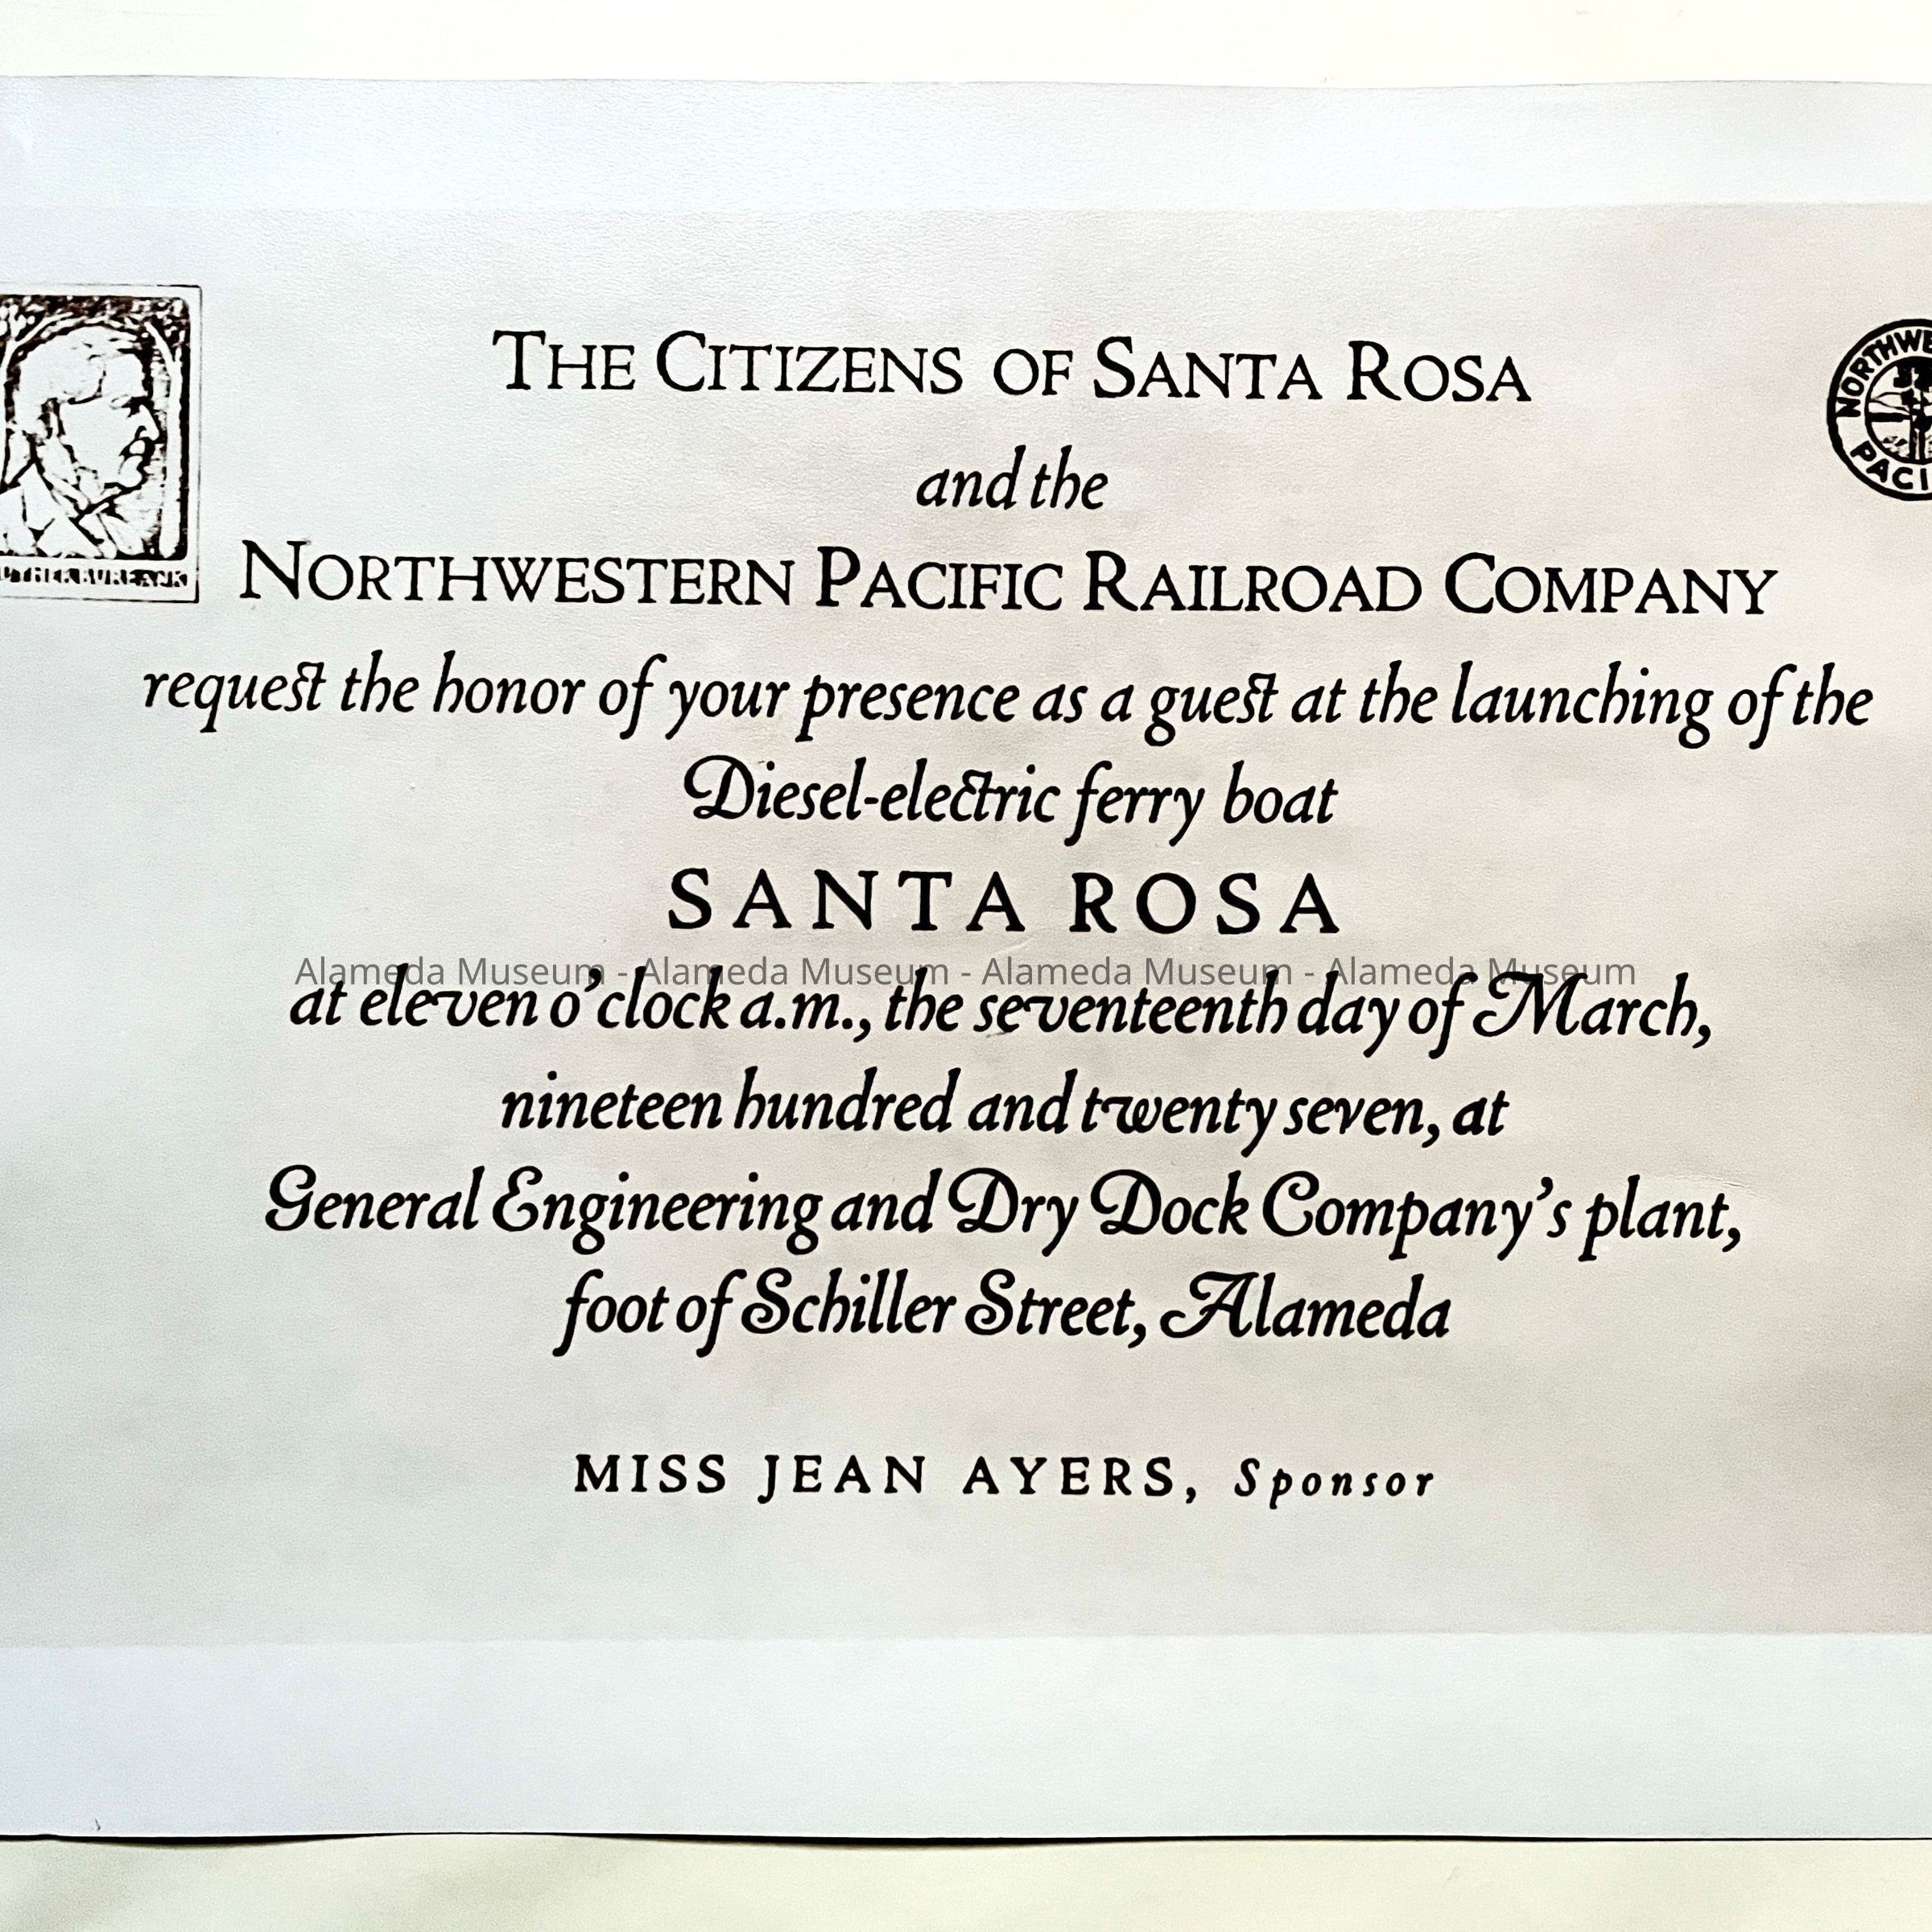 THE CITIZENS OF SANTA ROSA
and the
NORTHWESTERN PACIFIC RAILROAD COMPANY
request the honor of your presence as a guest at the launching of the
Diesel-electric ferry boat
SANTA ROSA
Alameda Museum - Alameda Museum - Alameda Museum - Alameda Museum
at eleven o'clock a.m., the seventeenth day of March,
nineteen hundred and twenty seven, at
General Engineering and Dry Dock Company's plant,
foot of Schiller Street, Alameda
MISS JEAN AYERS, Sponsor